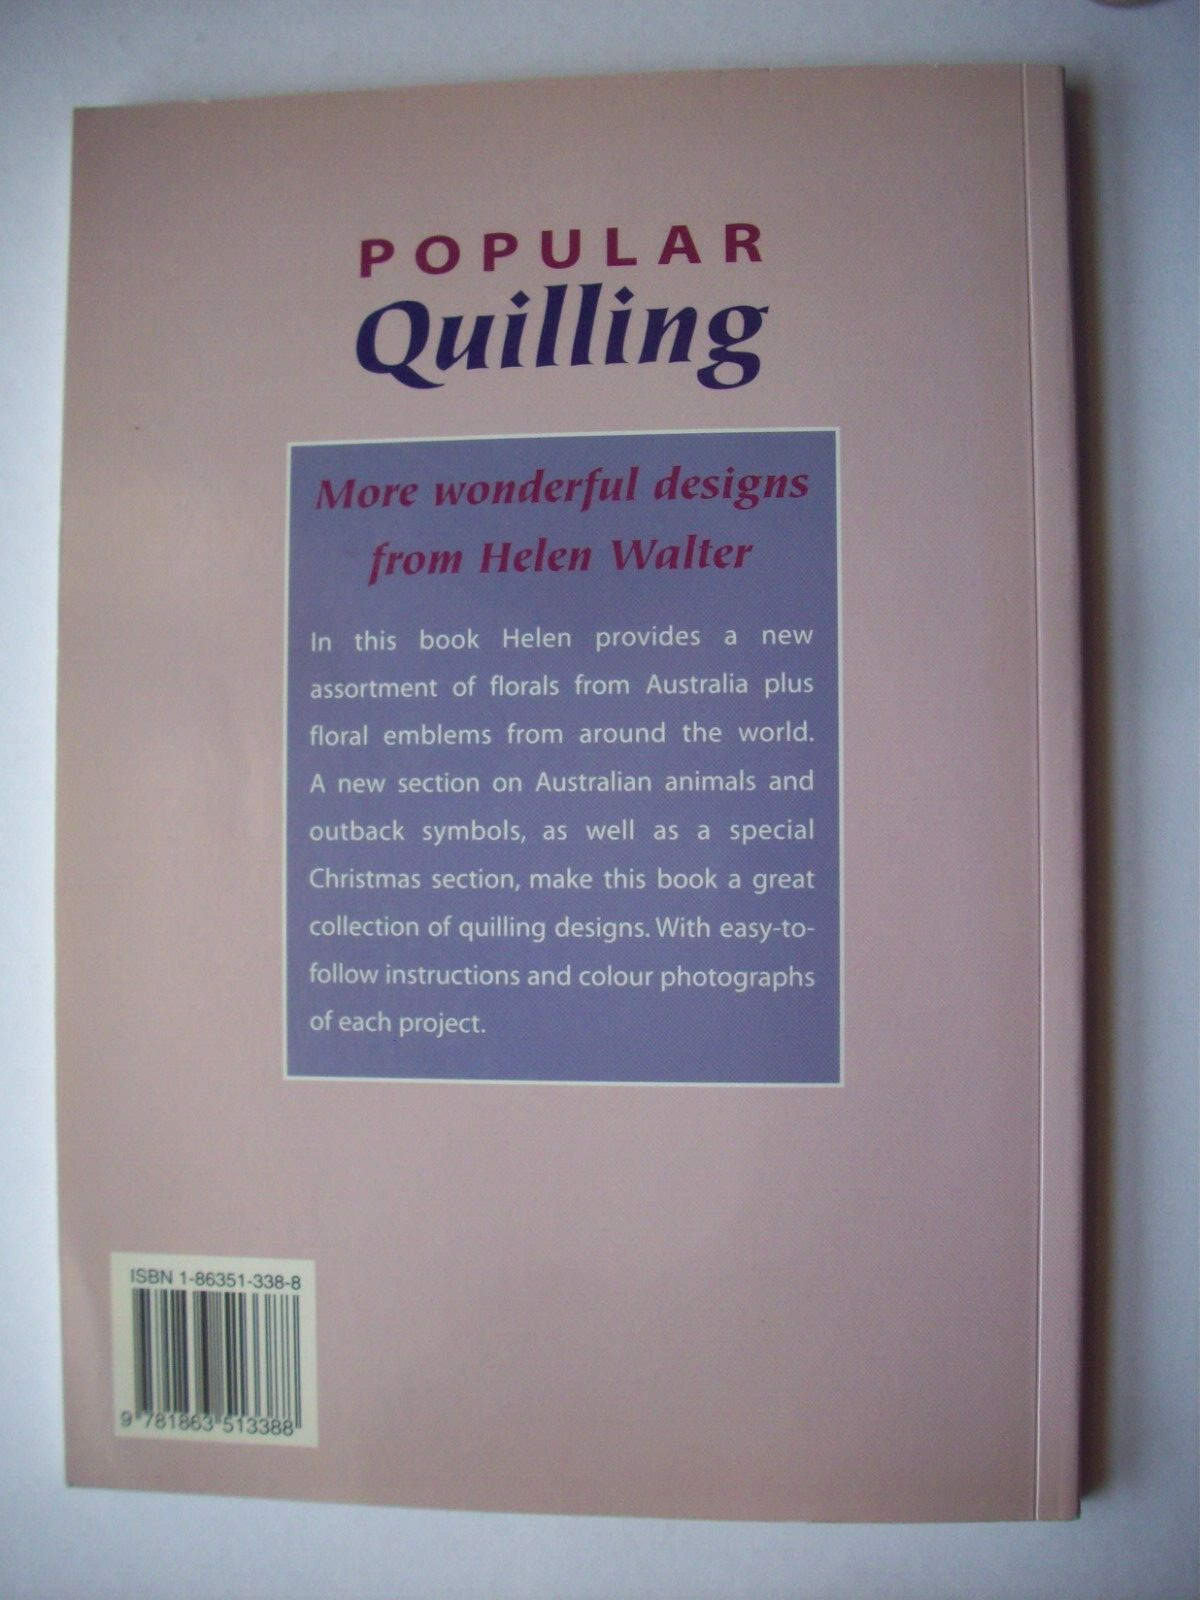 POPULAR
Quilling
More wonderful designs
from Helen Walter
In this book Helen provides a new
assortment of florals from Australia plus
floral emblems from around the world.
A new section on Australian animals and
outback symbols, as well as a special
Christmas section, make this book a great
collection of quilling designs. With easy-to-
follow instructions and colour photographs
of each project.
ISBN 1-86351-338-8
9 781863 513388